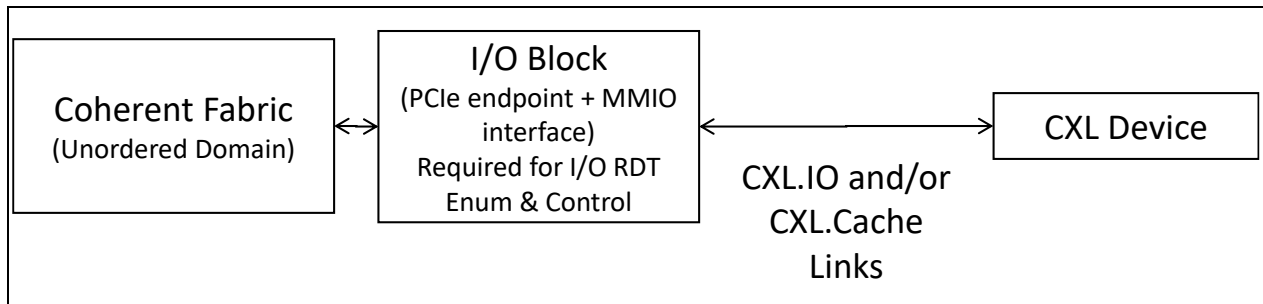 Coherent Fabric
(Unordered Domain)
I/O Block
(PCIe endpoint + MMIO
interface)
Required for I/O RDT
Enum & Control
CXL.IO and/or
CXL.Cache
Links
CXL Device